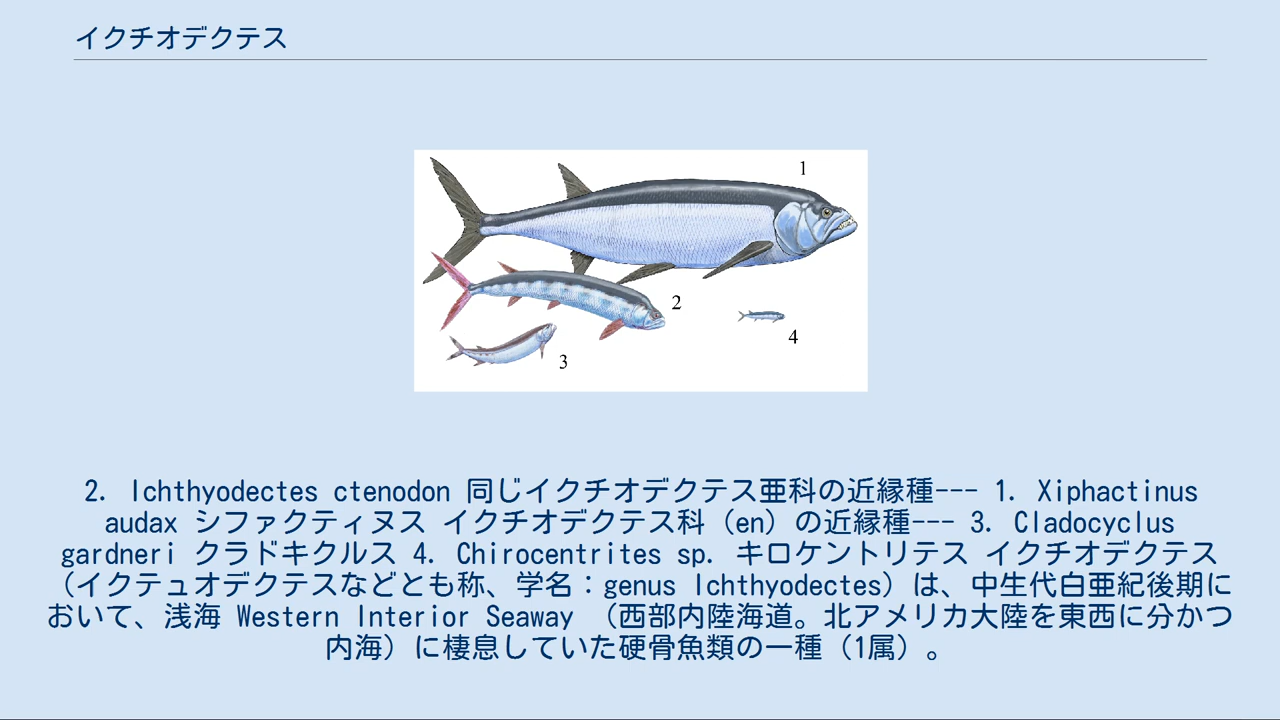 イクチオデクテス
1
2
4
3
2. Ichthyodectes ctenodon 同じイクチオデクテス亜科の近縁種--- 1. Xiphactinus
audax シファクティヌス イクチオデクテス科（en）の近縁種--- 3. Cladocyclus
gardneri クラドキクルス 4. Chirocentrites sp. キロケントリテス イクチオデクテス
（イクテュオデクテスなどとも称、学名：genus Ichthyodectes）は、中生代白亜紀後期に
おいて、浅海 Western Interior Seaway （西部内陸海道。北アメリカ大陸を東西に分かつ
内海）に棲息していた硬骨魚類の一種（1属）。